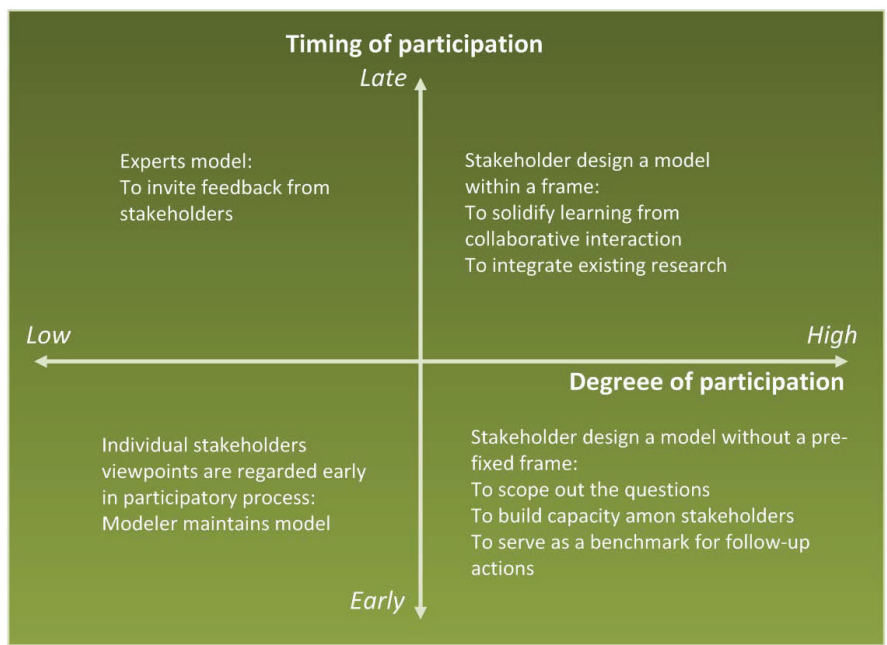 Timing of participation
Late
Experts model:
To invite feedback from
stakeholders
Stakeholder design a model
within a frame:
To solidify learning from
collaborative interaction
To integrate existing research
Low
High
Degreee of participation
Individual stakeholders
viewpoints are regarded early
in participatory process:
Modeler maintains model
Stakeholder design a model without a pre-
fixed frame:
To scope out the questions
To build capacity amon stakeholders
To serve as a benchmark for follow-up
actions
Early